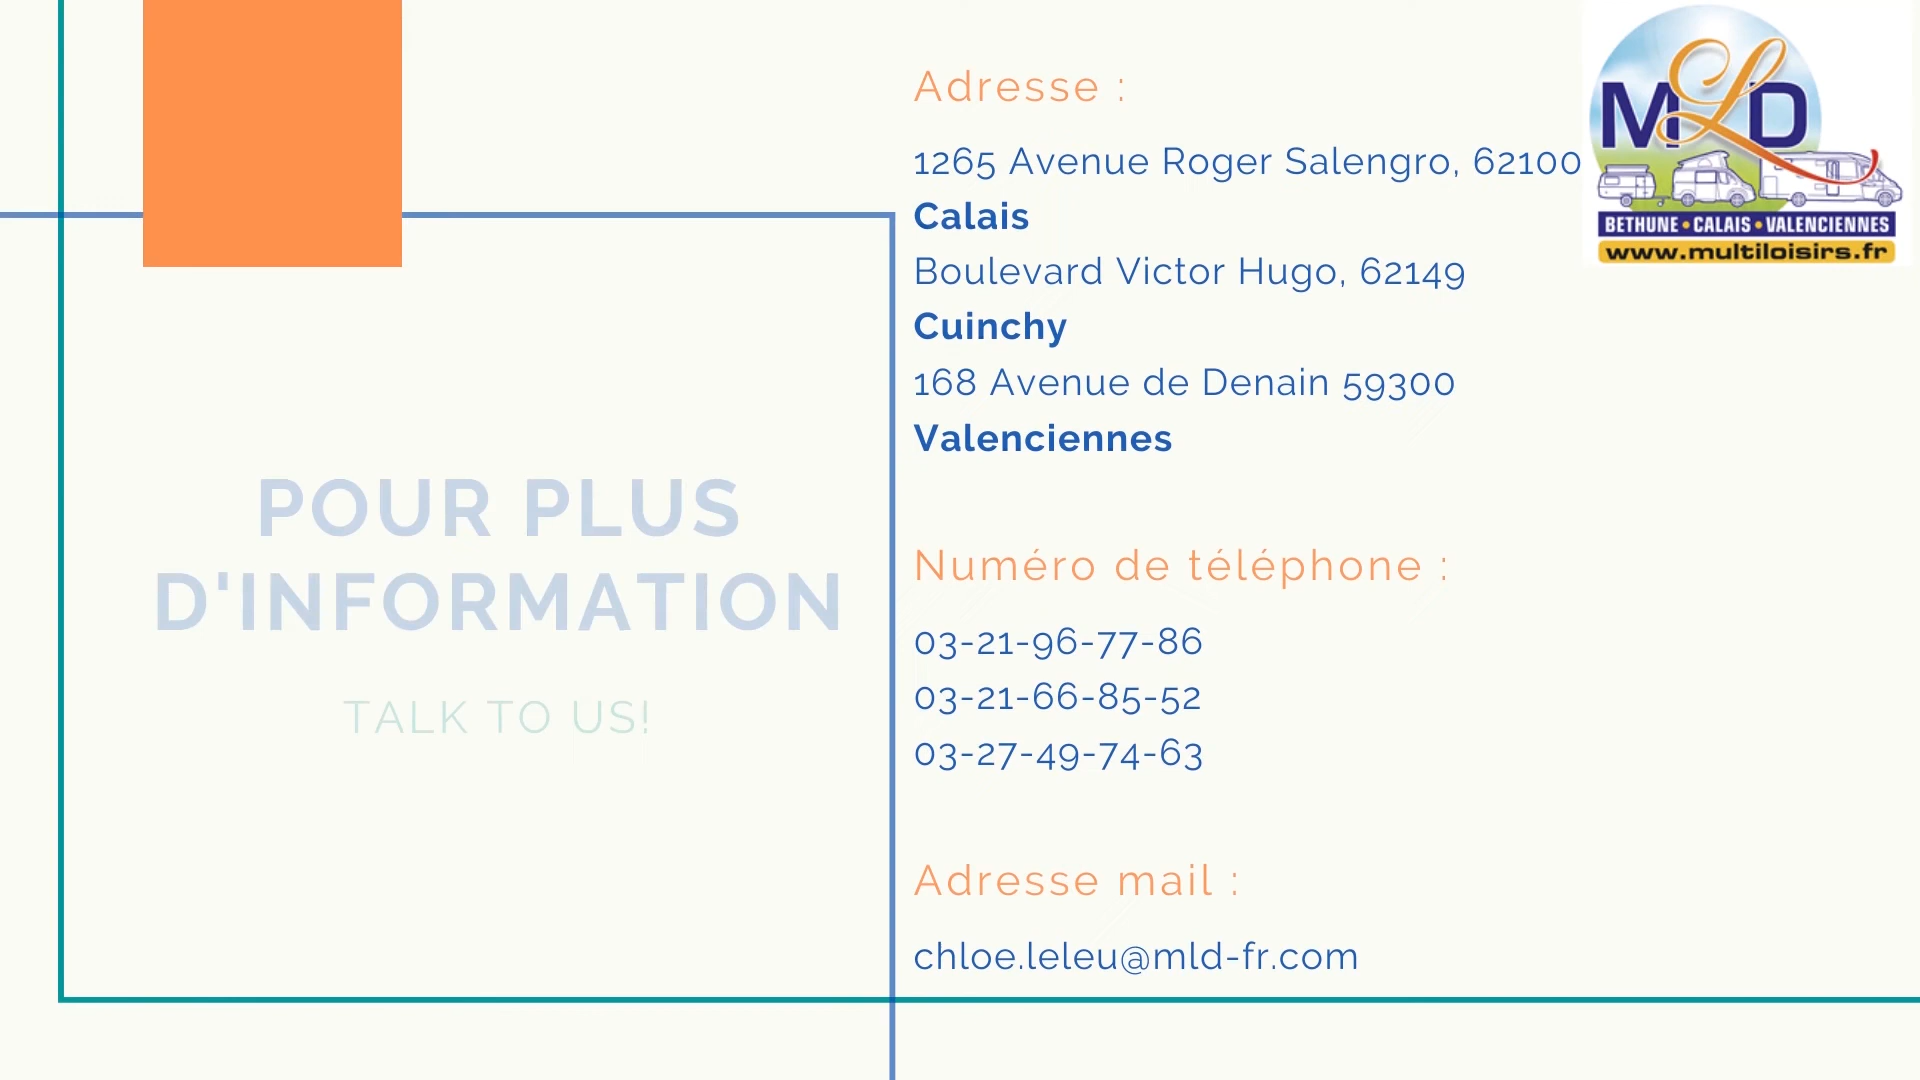 POUR PLUS
D'INFORMATION
TALK TO US!
Adresse :
1265 Avenue Roger Salengro, 62100
Calais
Boulevard Victor Hugo, 62149
Cuinchy
168 Avenue de Denain 59300
Valenciennes
Numéro de téléphone :
03-21-96-77-86
03-21-66-85-52
03-27-49-74-63
Adresse mail :
chloe.leleu@mld-fr.com
MLD
BETHUNE • CALAIS • VALENCIENNES
www.multiloisirs.fr